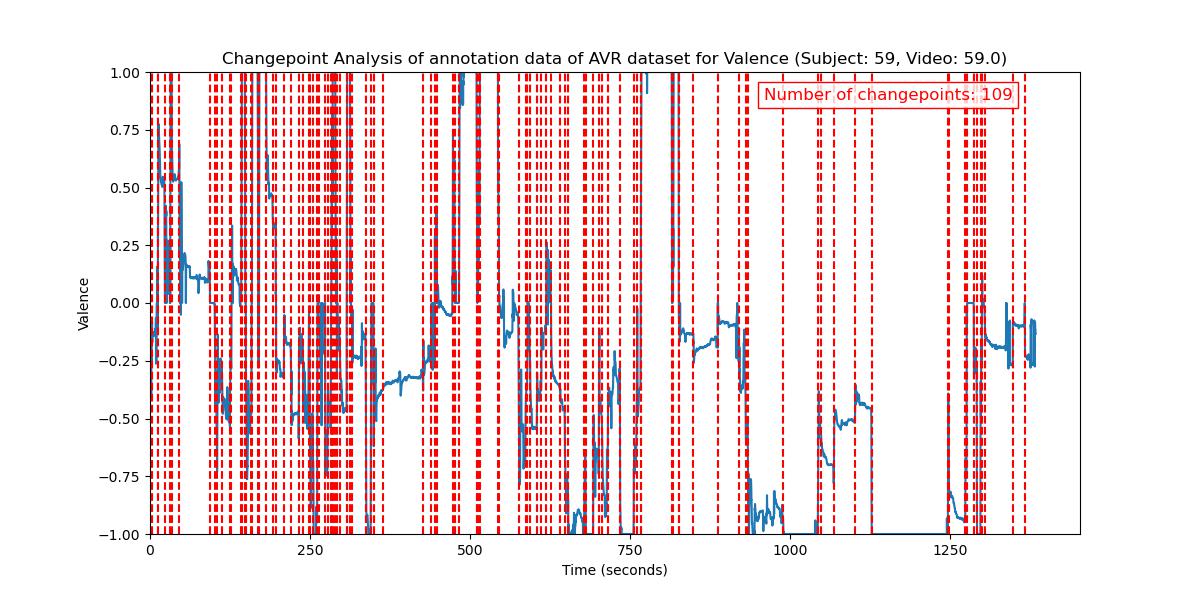 Changepoint Analysis of annotation data of AVR dataset for Valence (Subject: 59, Video: 59.0)
Number of changepoints: 109
Valence
1.00
0.75
0.50
0.25
0.00
−0.25
−0.50
−0.75
−1.00
0 250 500 750 1000 1250
Time (seconds)